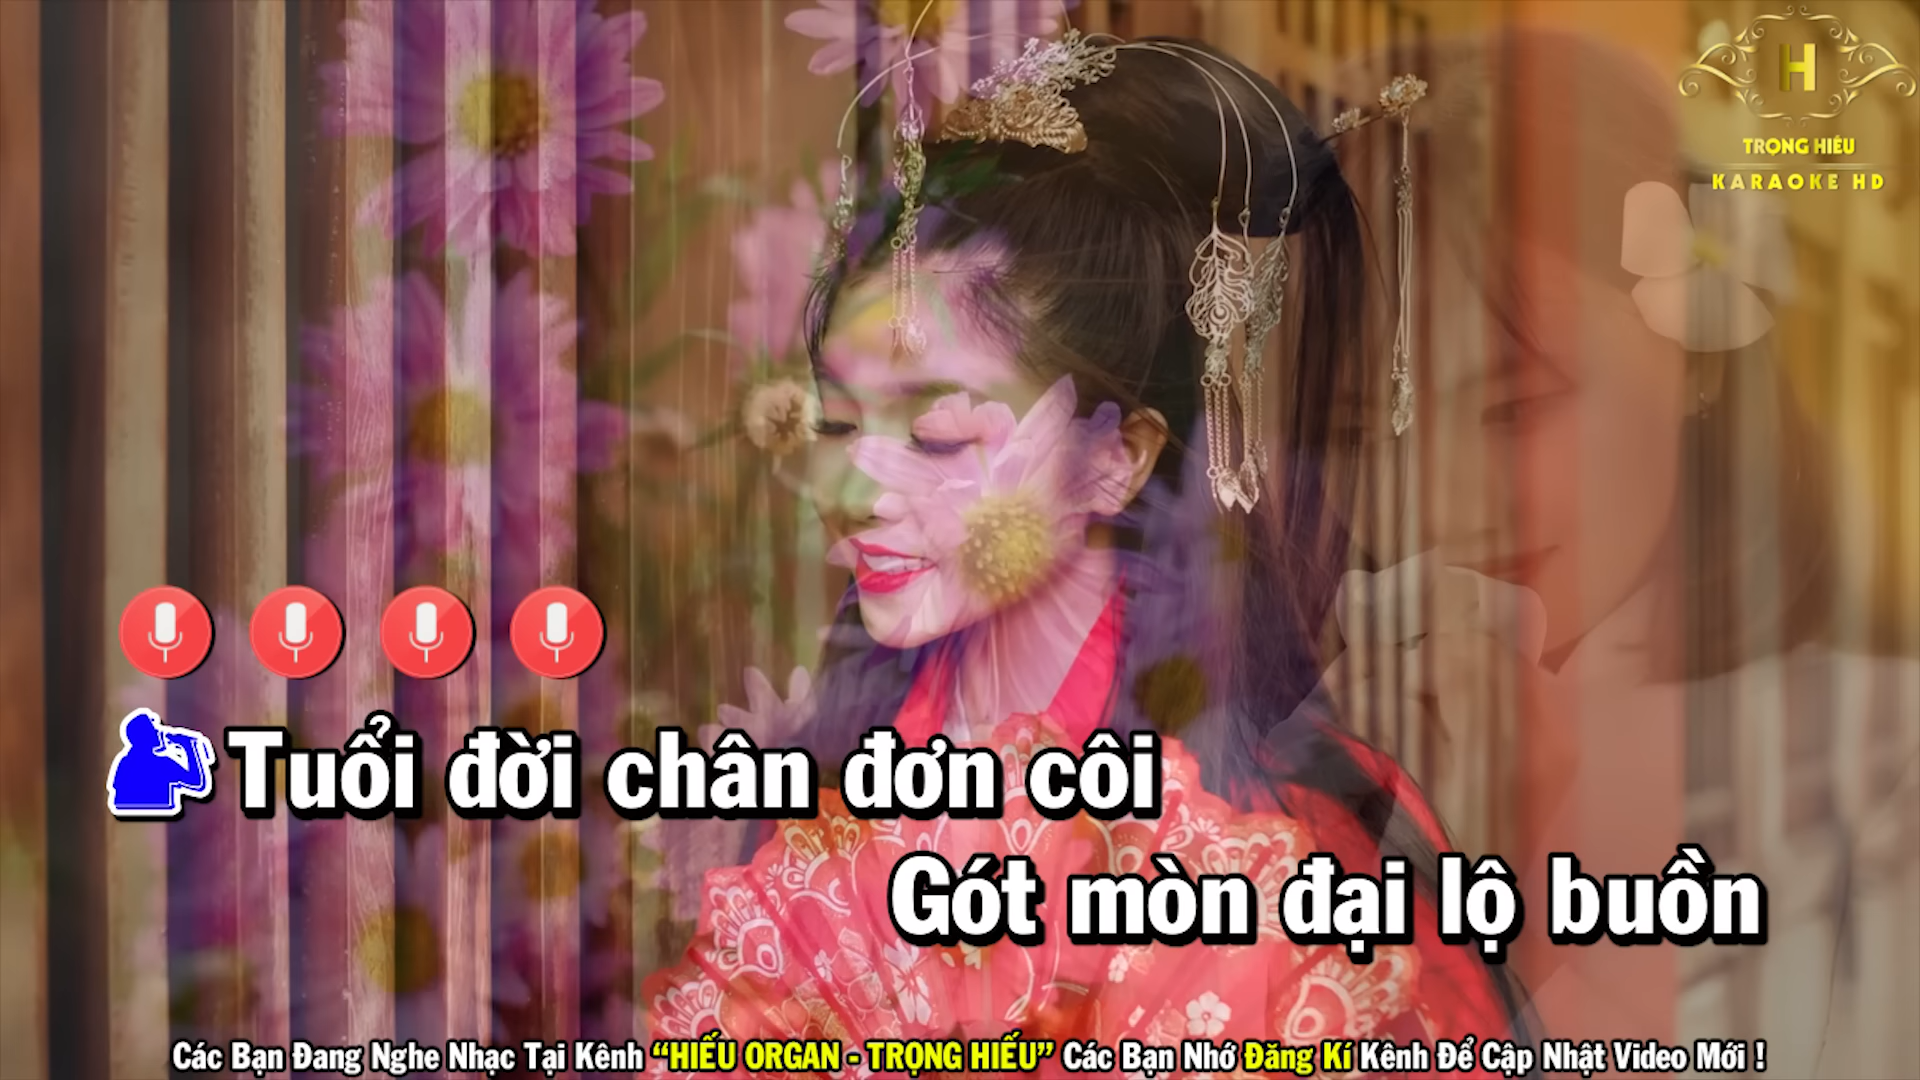 H
TRỌNG HIẾU
KARAOKE HD
Tuổi đời chân đơn côi
Gót mòn đại lộ buồn
Các Bạn Đang Nghe Nhạc Tại Kênh “HIẾU ORGAN - TRỌNG HIẾU” Các Bạn Nhớ Đăng Kí Kênh Để Cập Nhật Video Mới !